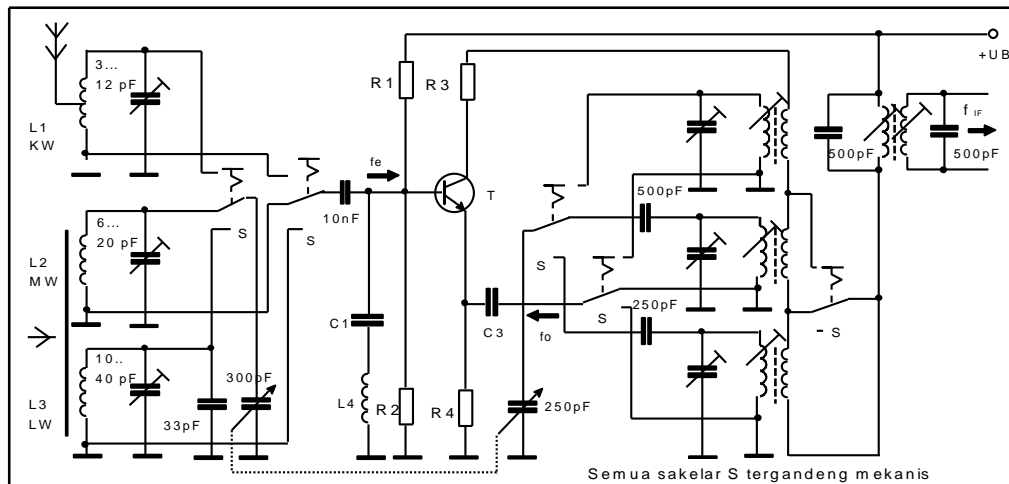 3...
12 pF
L1
KW
6...
20 pF
L2
MW
10..
40 pF
L3
LW
33pF
300pF
S
S
10nF
fe
C1
L4
R1
R2
R3
R4
T
C3
fo
250pF
S
S
500pF
250pF
- S
500pF
500pF
f IF
+UB
Semua sakelar S tergandeng mekanis